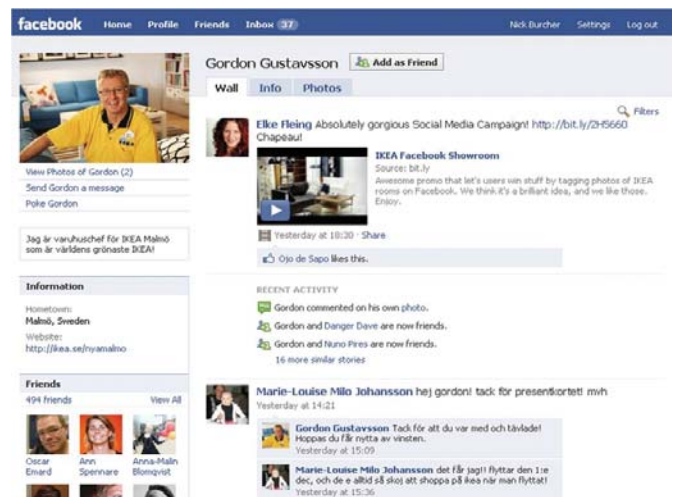 facebook Home Profile Friends Inbox 37 Nick Burcher Settings Log out
Gordon Gustavsson Add as Friend
Wall Info Photos
Filters
Elke Fleing Absolutely gorgious Social Media Campaign! http://bit.ly/2H5660
Chapeau!
IKEA Facebook Showroom
Source: bit.ly
Awesome promo that let's users win stuff by tagging photos of IKEA
rooms on Facebook. We think it's a brilliant idea, and we like those.
Enjoy.
Yesterday at 18:20 · Share
Ojo de Sapo likes this.
RECENT ACTIVITY
Gordon commented on his own photo.
Gordon and Danger Dave are now friends.
Gordon and Nuno Pires are now friends.
16 more similar stories
Marie-Louise Milo Johansson hej gordon! tack för presentkortet! mvh
Yesterday at 14:21
Gordon Gustavsson Tack för att du var med och tävlade!
Hoppas du får nytta av vinsten.
Yesterday at 15:09
Marie-Louise Milo Johansson det får jag!! flyttar den 1:e
dec, och de e alltid så skoj att shoppa på ikea när man flyttat!
Yesterday at 15:36
View Photos of Gordon (2)
Send Gordon a message
Poke Gordon
Jag är varuhuschef för IKEA Malmö
som är världens grönaste IKEA!
Information
Hometown:
Malmö, Sweden
Website:
http://ikea.se/nyamalmo
Friends
494 friends View All
Oscar
Emard
Ann
Spennare
Anna-Malin
Blomqvist